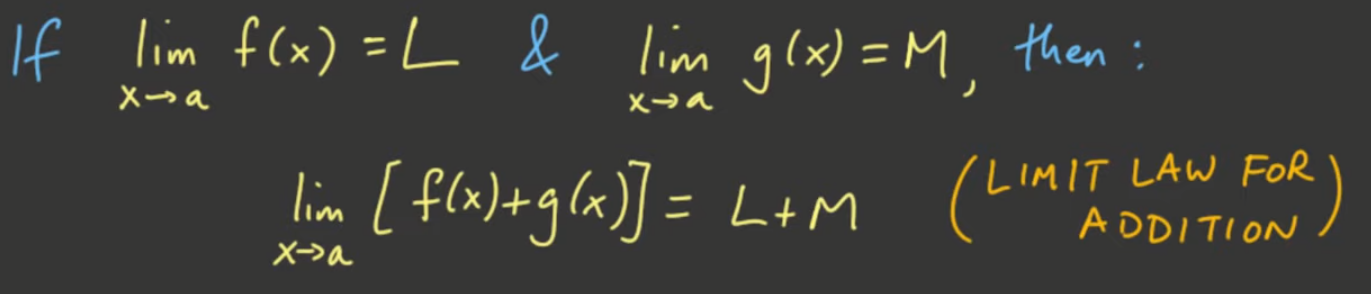 If lim f(x) = L & lim g(x) = M, then :
x→a x→a
lim [f(x)+g(x)] = L+M (LIMIT LAW FOR
x→a ADDITION)